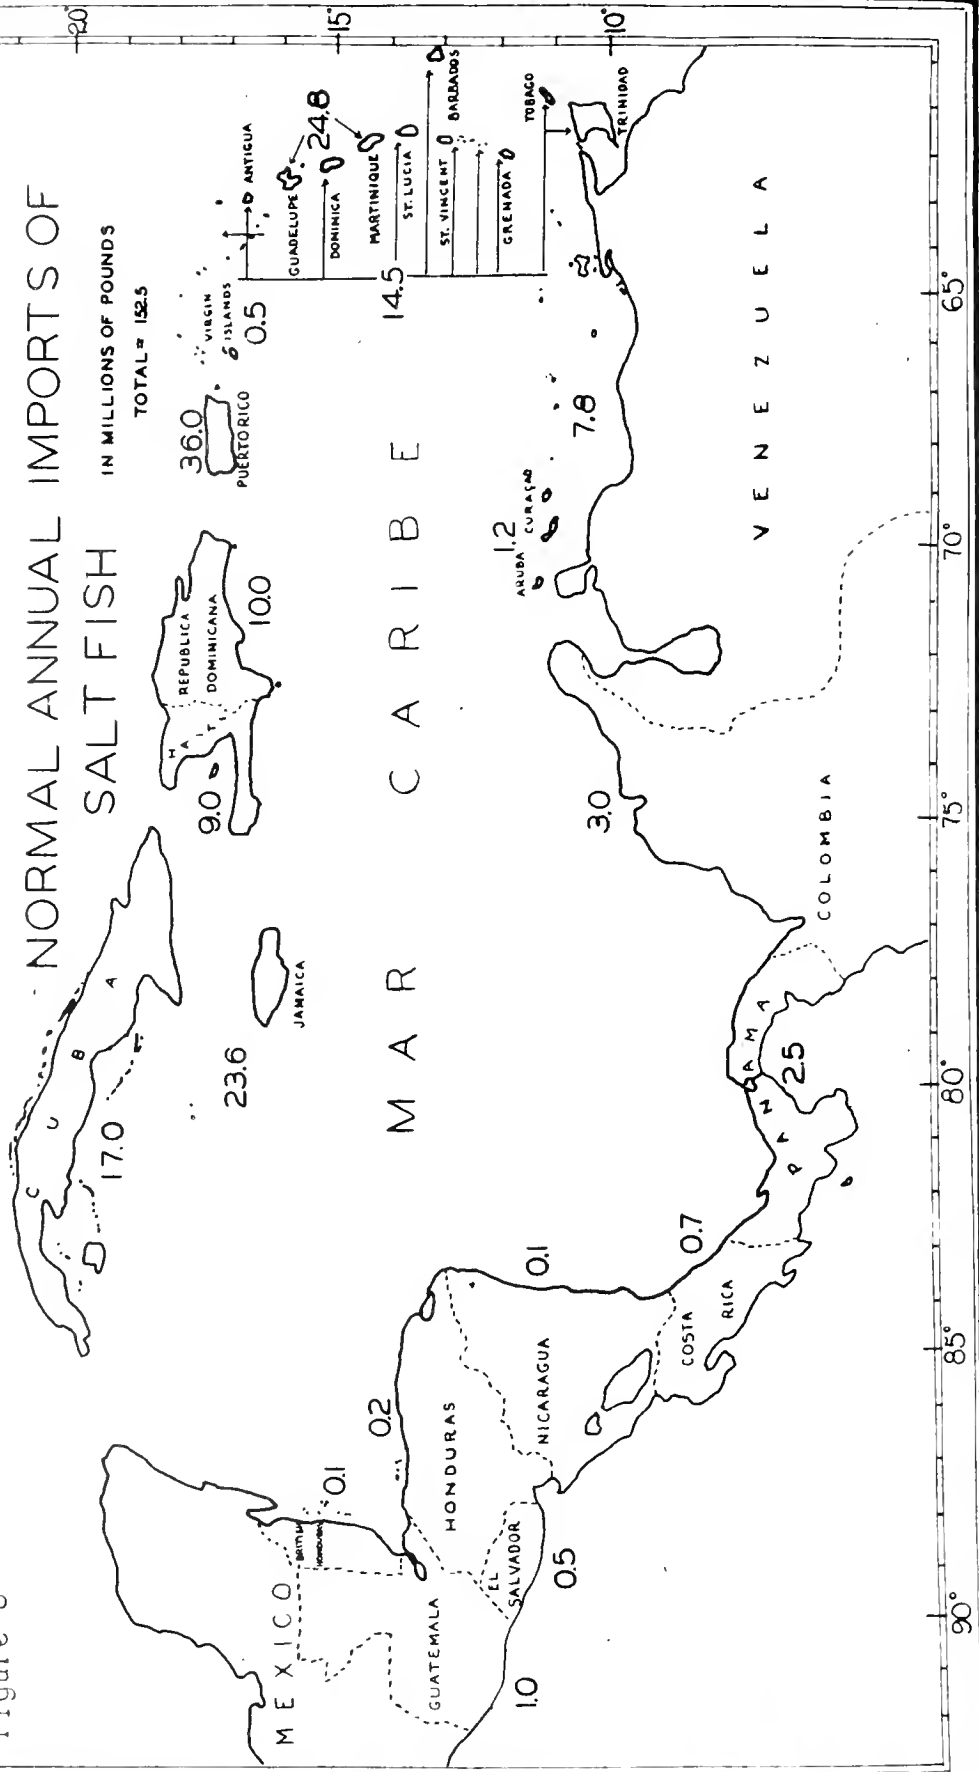 Figure
NORMAL ANNUAL IMPORTS OF
SALT FISH
IN MILLIONS OF POUNDS
TOTAL = 152.5
20°
15°
10°
CUBA
17.0
23.6
JAMAICA
HAITI
9.0
REPUBLICA
DOMINICANA
10.0
36.0
PUERTO RICO
VIRGIN
ISLANDS
0.5
ANTIGUA
GUADELUPE
24.8
DOMINICA
MARTINIQUE
ST. LUCIA
14.5
BARBADOS
ST. VINCENT
GRENADA
TOBAGO
TRINIDAD
MAR CARIBE
MEXICO
BRITISH
HONDURAS
0.1
0.2
HONDURAS
GUATEMALA
1.0
EL
SALVADOR
0.5
NICARAGUA
0.1
COSTA
RICA
0.7
PANAMA
2.5
COLOMBIA
3.0
ARUBA
1.2
CURAÇAO
7.8
VENEZUELA
90°
85°
80°
75°
70°
65°